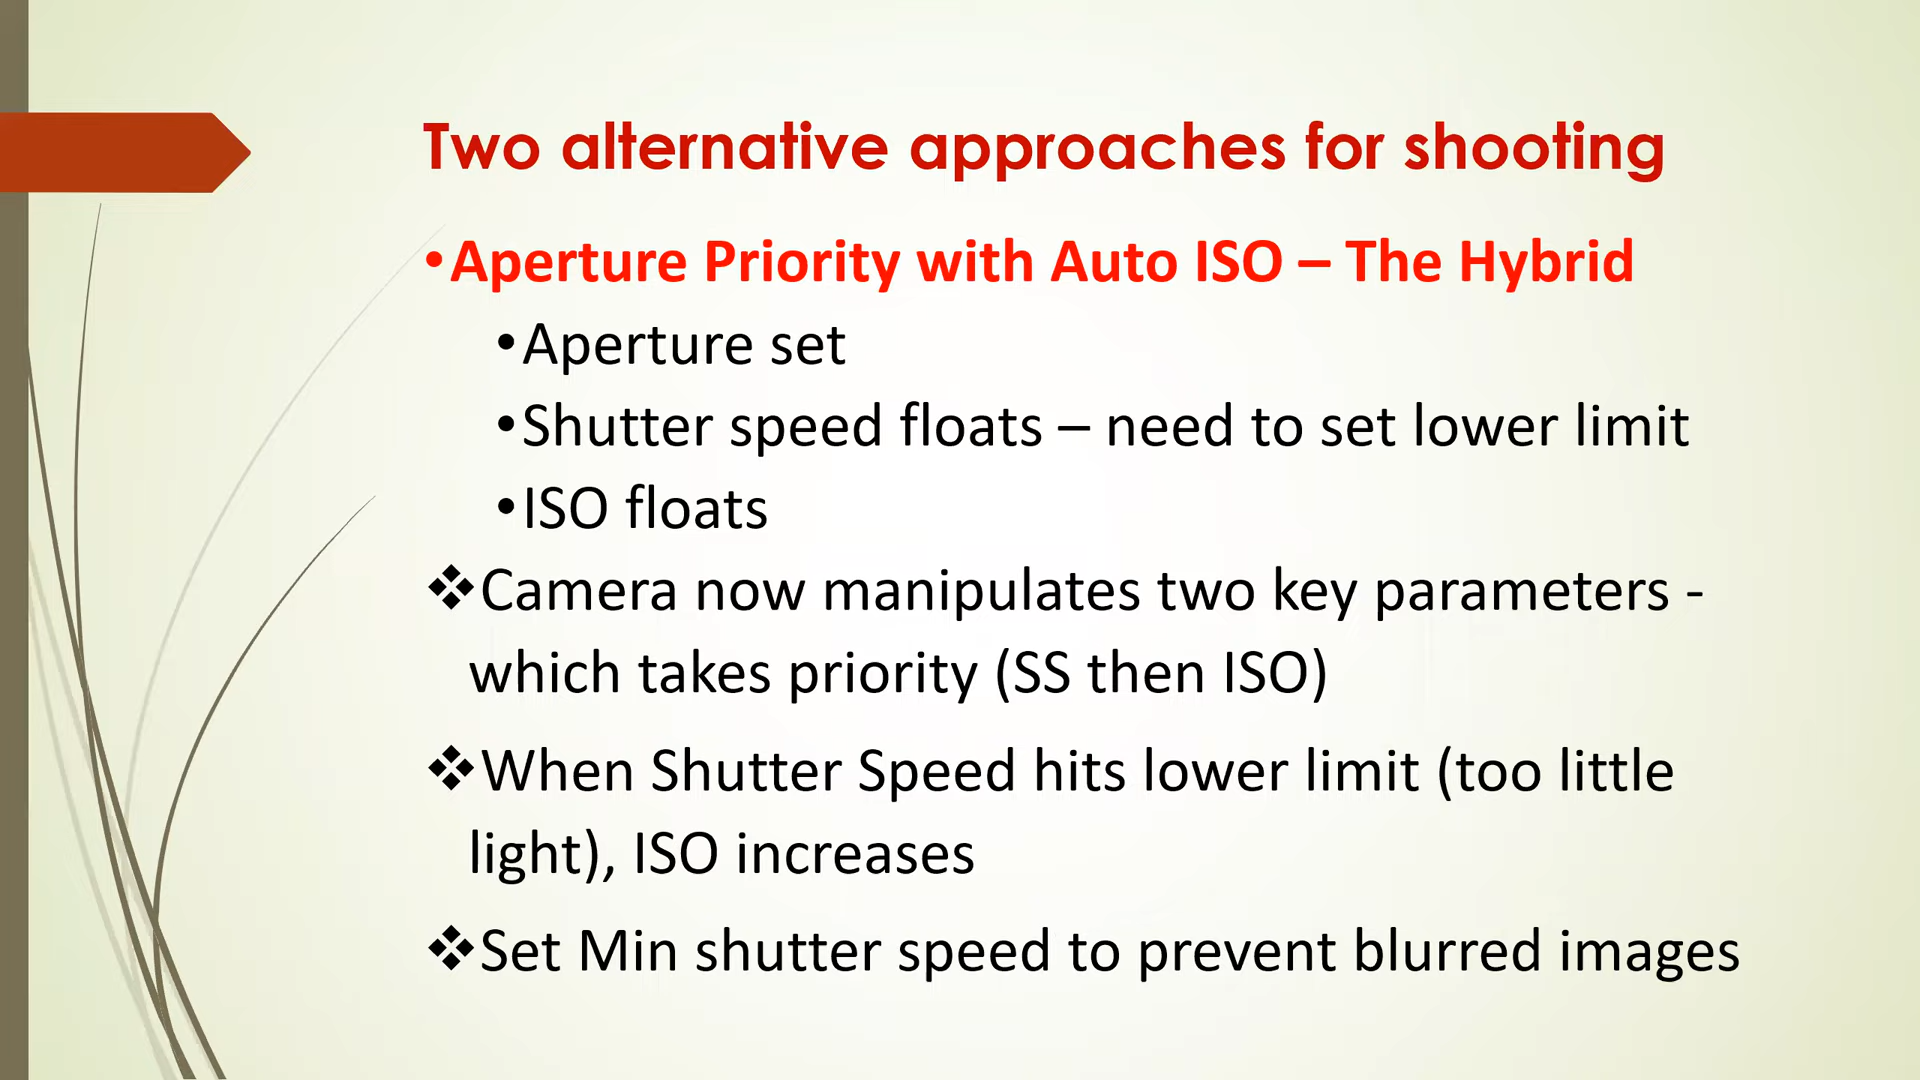 Two alternative approaches for shooting
•Aperture Priority with Auto ISO – The Hybrid
•Aperture set
•Shutter speed floats – need to set lower limit
•ISO floats
❖Camera now manipulates two key parameters -
which takes priority (SS then ISO)
❖When Shutter Speed hits lower limit (too little
light), ISO increases
❖Set Min shutter speed to prevent blurred images